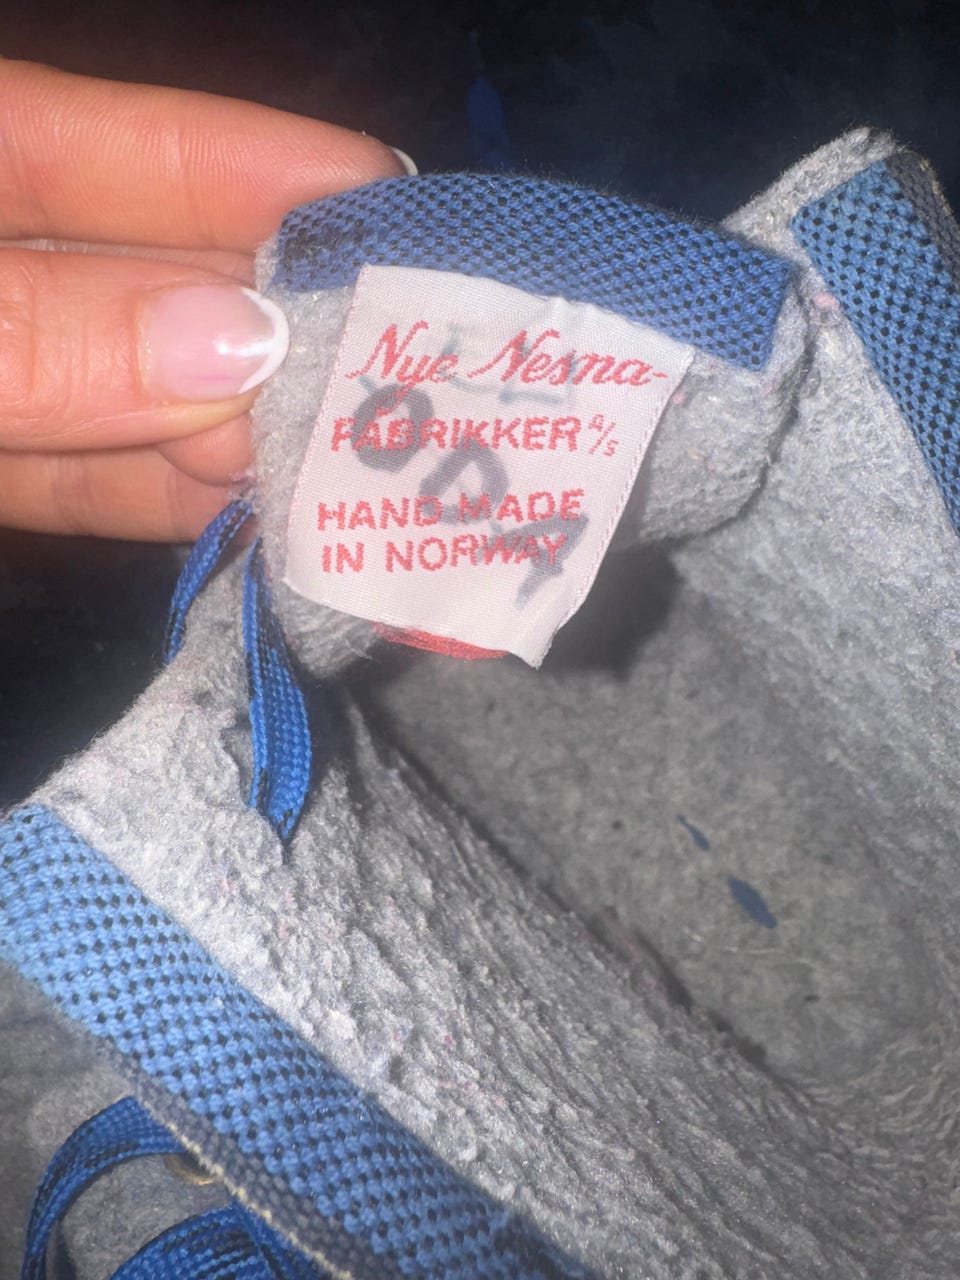 Nye Nesna-
FABRIKKER A/S
HAND MADE
IN NORWAY